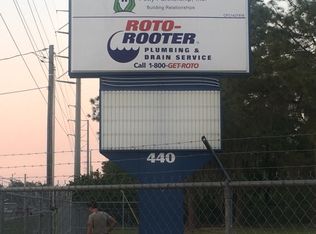 Building Relationships
ROTO-
ROOTER
PLUMBING &
DRAIN SERVICE
Call 1-800-GET-ROTO
440